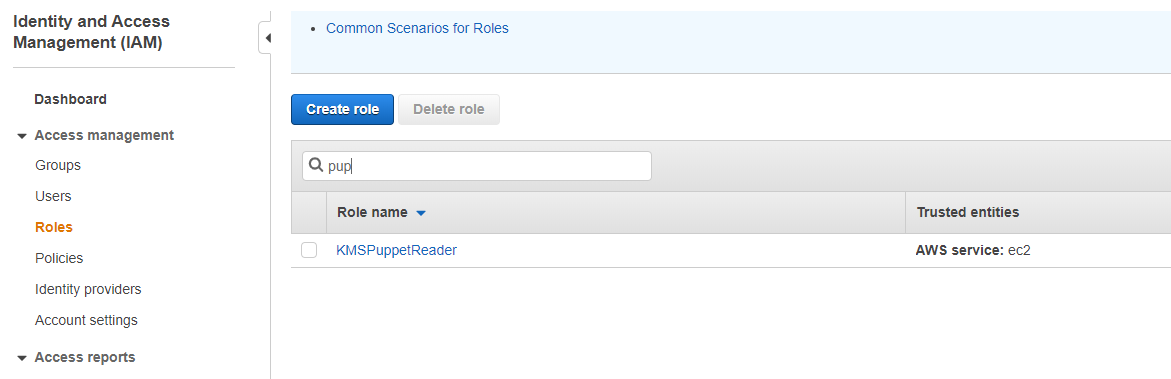 Identity and Access
Management (IAM)
Dashboard
Access management
Groups
Users
Roles
Policies
Identity providers
Account settings
Access reports
Common Scenarios for Roles
Create role
Delete role
pup
Role name
Trusted entities
KMSPuppetReader
AWS service: ec2